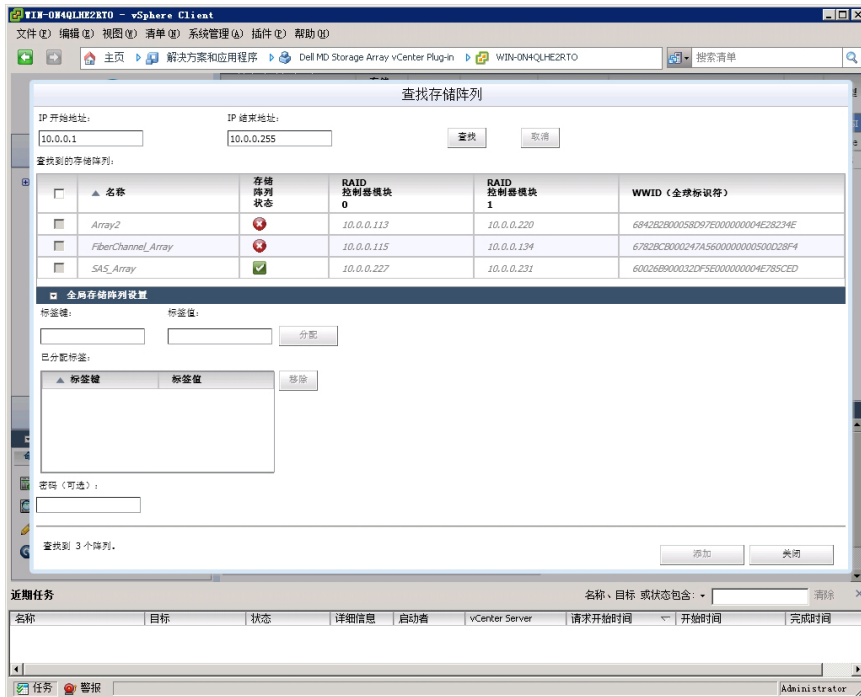 WIN-0N4QLHE2RTO - vSphere Client
文件(F) 编辑(E) 视图(V) 清单(N) 系统管理(A) 插件(P) 帮助(H)
主页 解决方案和应用程序 Dell MD Storage Array vCenter Plug-in WIN-0N4QLHE2RTO 搜索清单
查找存储阵列
IP 开始地址: IP 结束地址:
10.0.0.1 10.0.0.255 查找 取消
查找到的存储阵列:
名称 存储阵列状态 RAID 控制器模块 0 RAID 控制器模块 1 WWID（全球标识符）
Array2 10.0.0.113 10.0.0.220 6842B2B00058D97E000000004E28234E
FiberChannel_Array 10.0.0.115 10.0.0.134 6782BCB000247A5600000000500D28F4
SAS_Array 10.0.0.227 10.0.0.231 60026B900032DF5E000000004E785CED
全局存储阵列设置
标签键: 标签值:
分配
已分配标签:
标签键 标签值 移除
密码（可选）:
查找到 3 个阵列。
添加 关闭
近期任务 名称、目标 或状态包含: 清除
名称 目标 状态 详细信息 启动者 vCenter Server 请求开始时间 开始时间 完成时间
任务 警报 Administrator